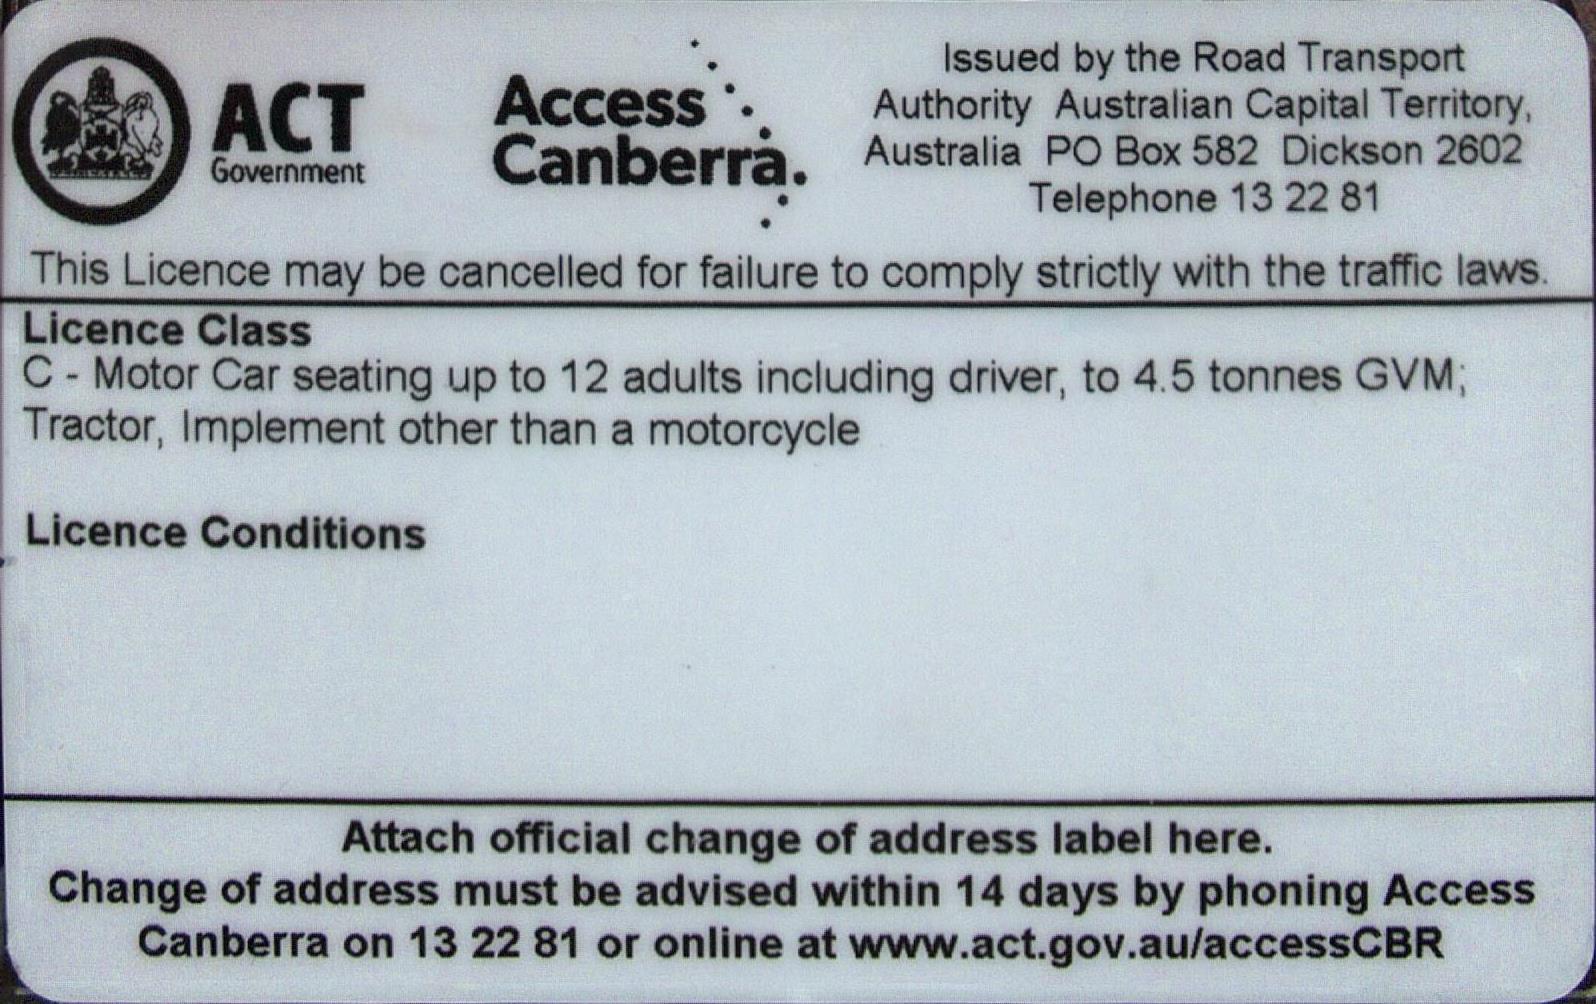 ACT
Government
Access
Canberra.
Issued by the Road Transport
Authority Australian Capital Territory,
Australia PO Box 582 Dickson 2602
Telephone 13 22 81
This Licence may be cancelled for failure to comply strictly with the traffic laws.
Licence Class
C - Motor Car seating up to 12 adults including driver, to 4.5 tonnes GVM;
Tractor, Implement other than a motorcycle
Licence Conditions
Attach official change of address label here.
Change of address must be advised within 14 days by phoning Access
Canberra on 13 22 81 or online at www.act.gov.au/accessCBR